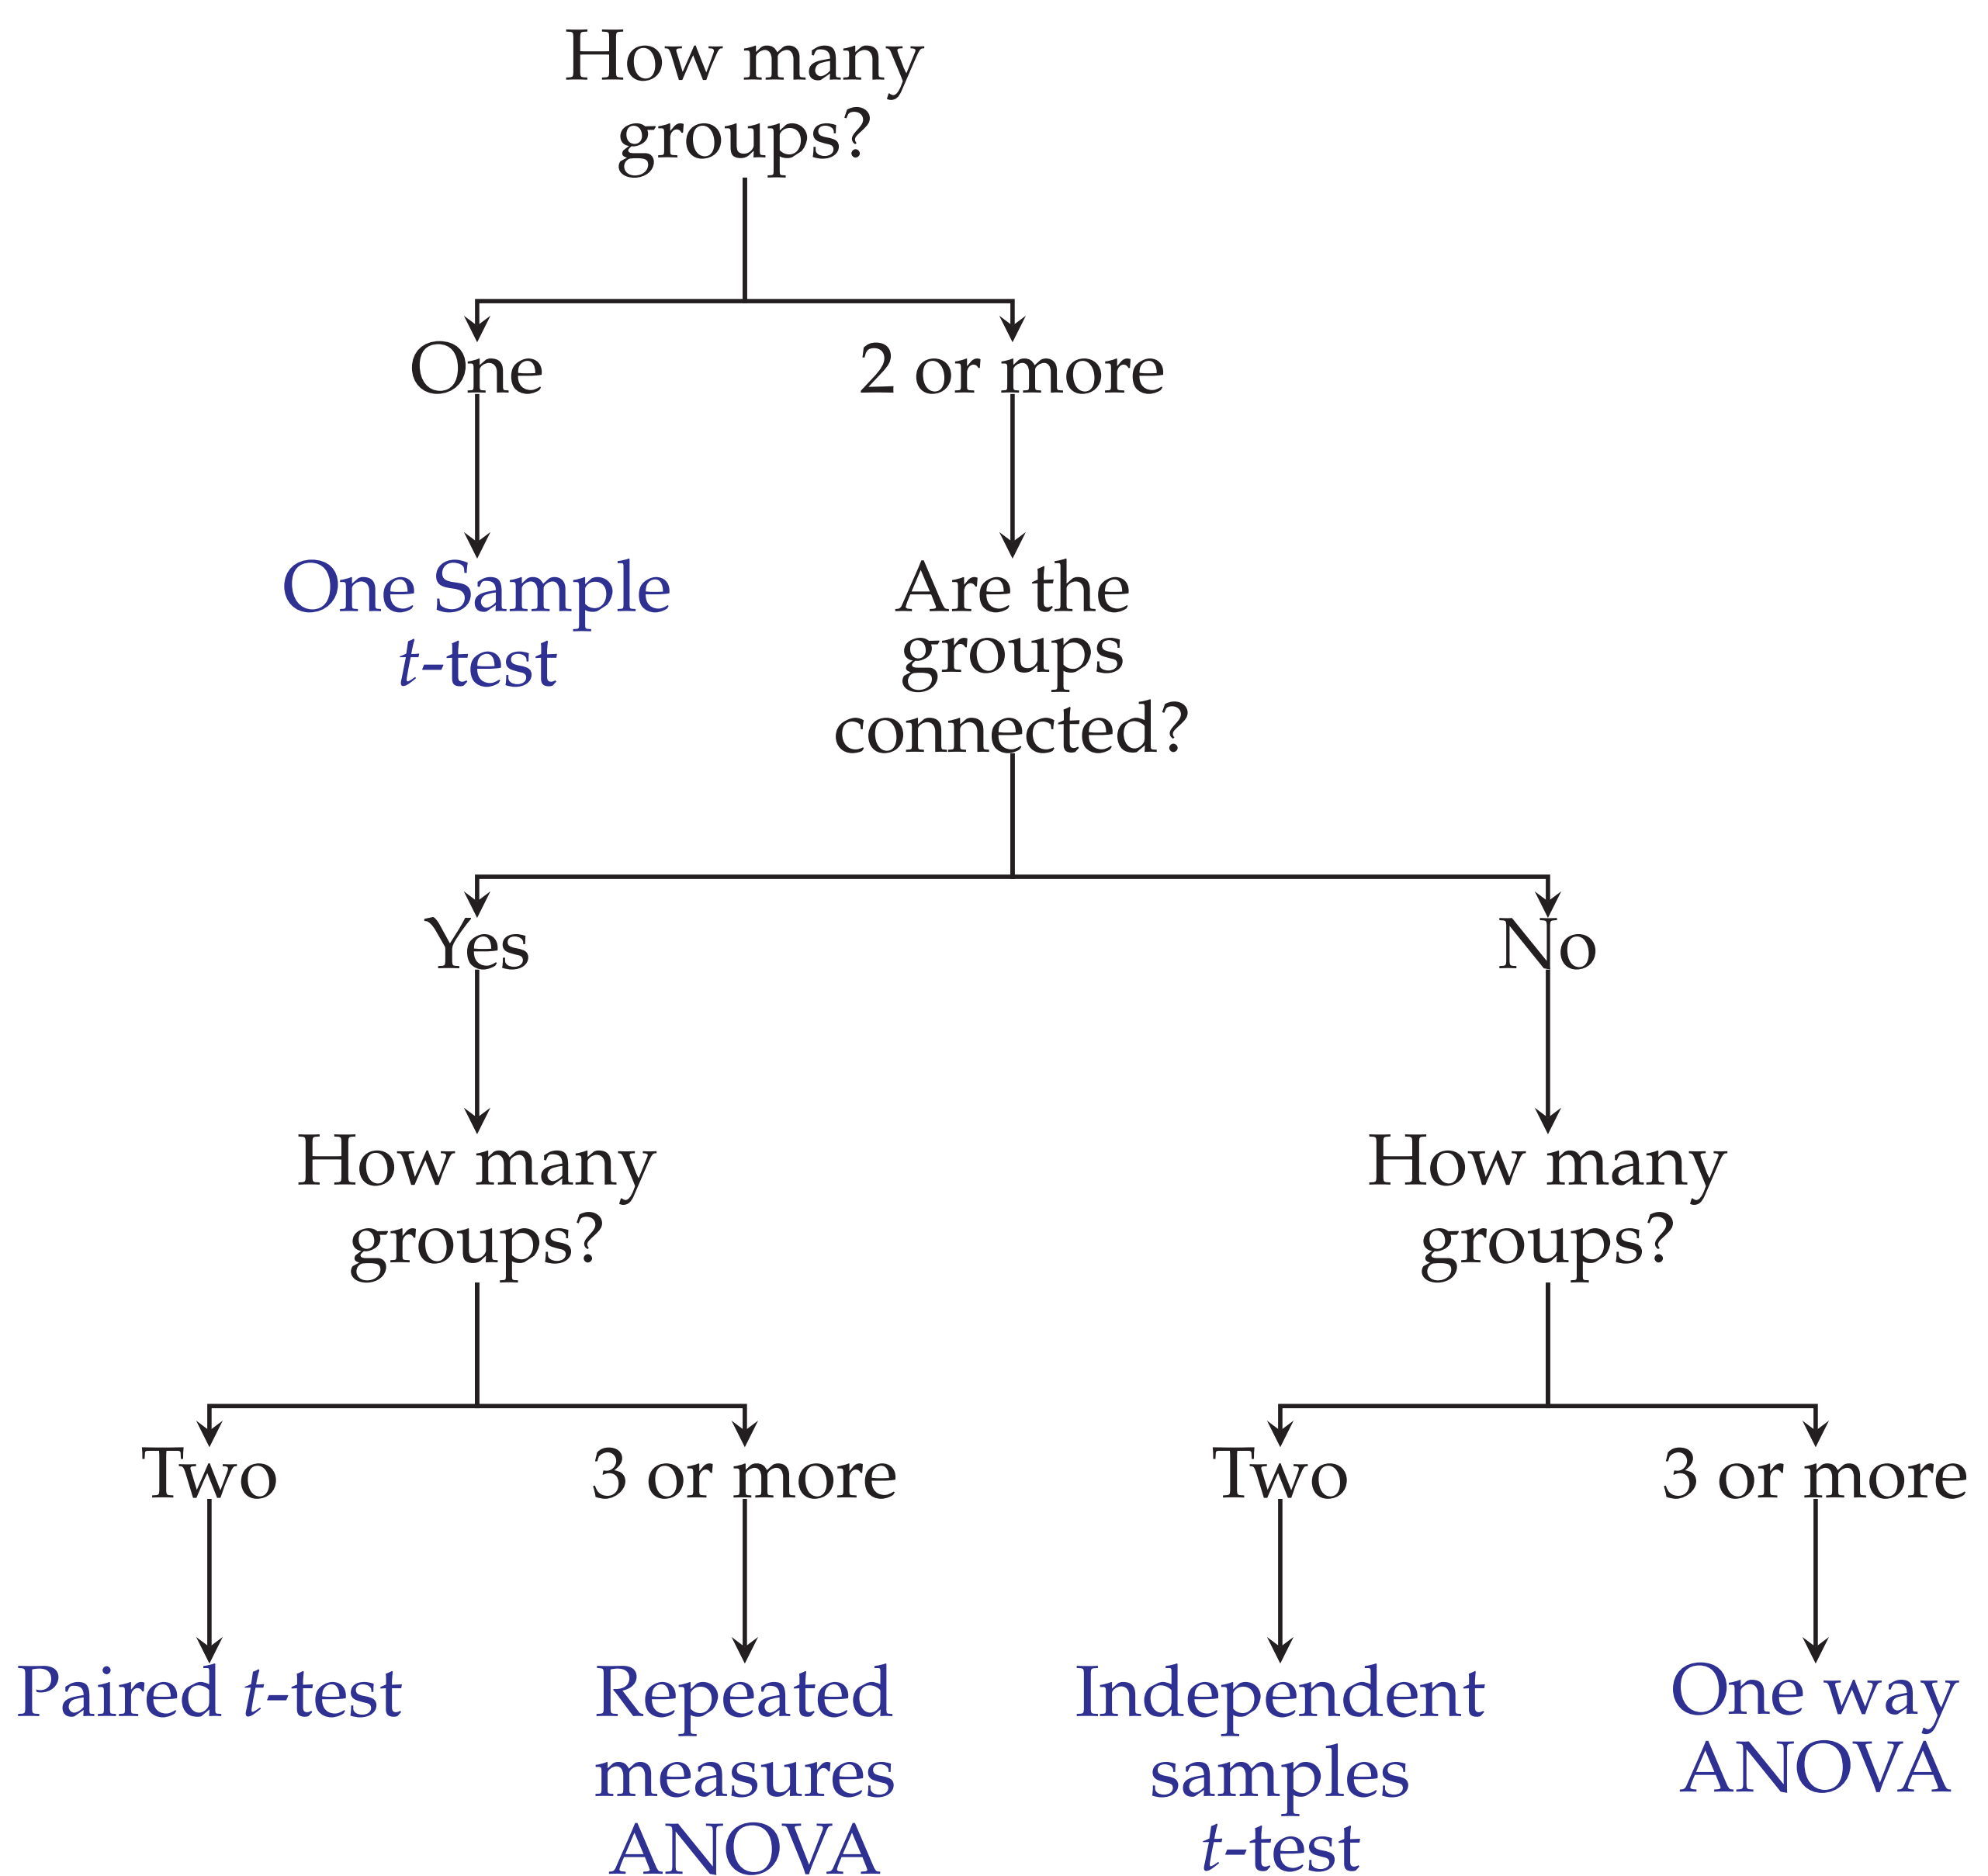 How many
groups?
One
2 or more
One Sample
t-test
Are the
groups
connected?
Yes
No
How many
groups?
How many
groups?
Two
3 or more
Two
3 or more
Paired t-test
Repeated
measures
ANOVA
Independent
samples
t-test
One way
ANOVA